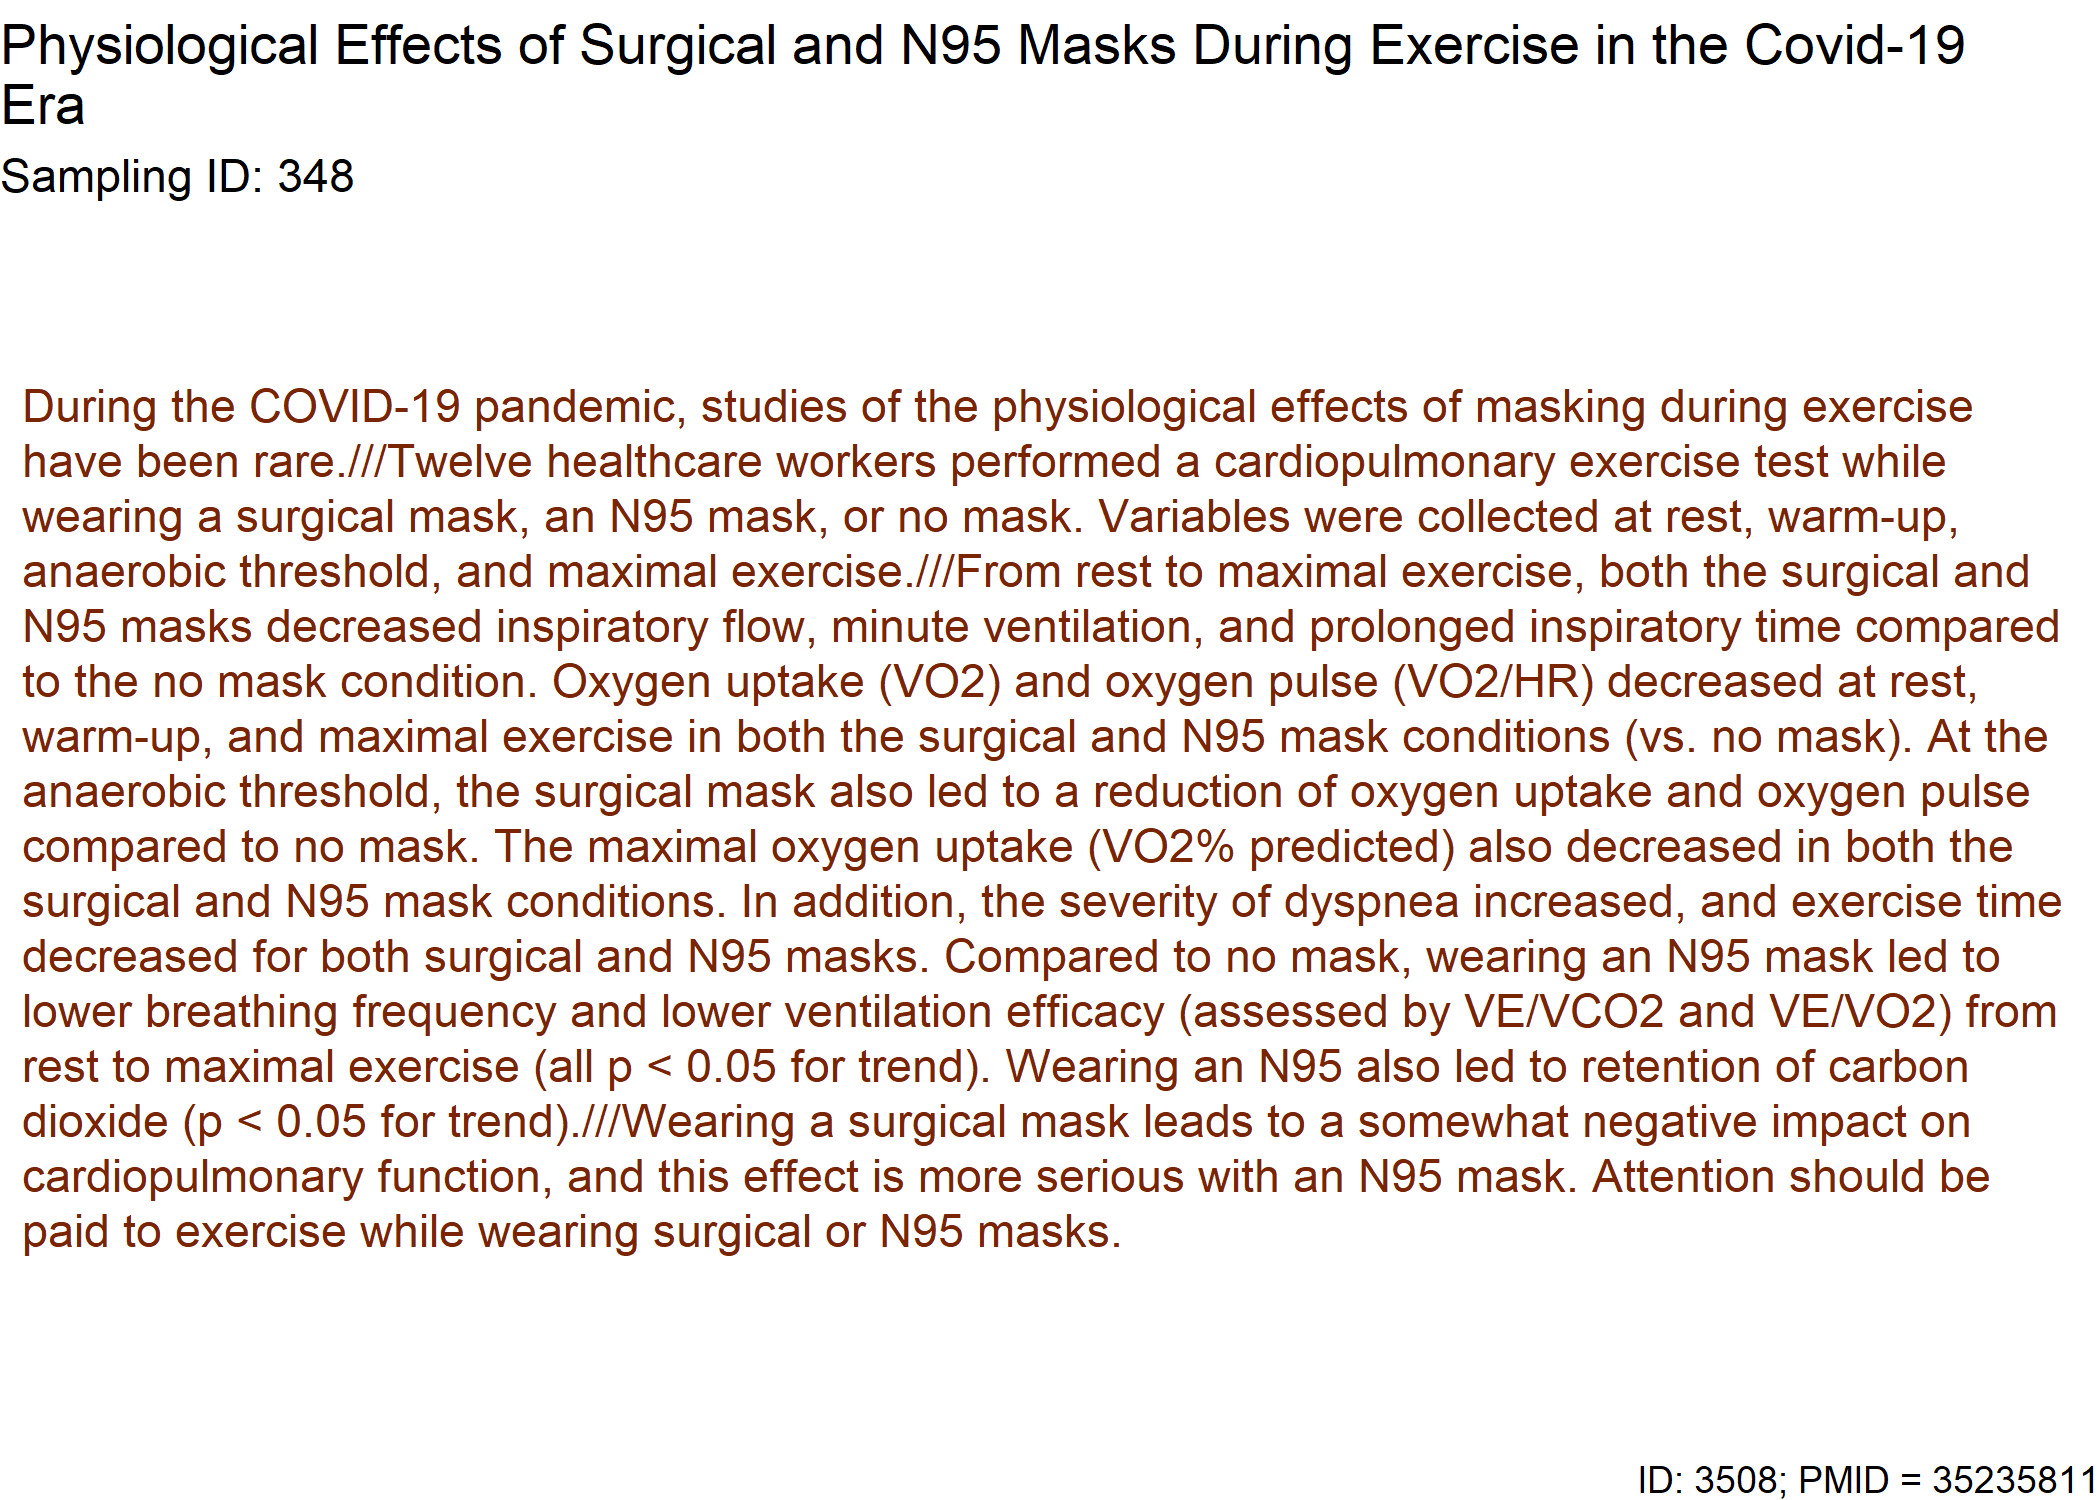 Physiological Effects of Surgical and N95 Masks During Exercise in the Covid-19
Era
Sampling ID: 348
During the COVID-19 pandemic, studies of the physiological effects of masking during exercise
have been rare.///Twelve healthcare workers performed a cardiopulmonary exercise test while
wearing a surgical mask, an N95 mask, or no mask. Variables were collected at rest, warm-up,
anaerobic threshold, and maximal exercise.///From rest to maximal exercise, both the surgical and
N95 masks decreased inspiratory flow, minute ventilation, and prolonged inspiratory time compared
to the no mask condition. Oxygen uptake (VO2) and oxygen pulse (VO2/HR) decreased at rest,
warm-up, and maximal exercise in both the surgical and N95 mask conditions (vs. no mask). At the
anaerobic threshold, the surgical mask also led to a reduction of oxygen uptake and oxygen pulse
compared to no mask. The maximal oxygen uptake (VO2% predicted) also decreased in both the
surgical and N95 mask conditions. In addition, the severity of dyspnea increased, and exercise time
decreased for both surgical and N95 masks. Compared to no mask, wearing an N95 mask led to
lower breathing frequency and lower ventilation efficacy (assessed by VE/VCO2 and VE/VO2) from
rest to maximal exercise (all p < 0.05 for trend). Wearing an N95 also led to retention of carbon
dioxide (p < 0.05 for trend).///Wearing a surgical mask leads to a somewhat negative impact on
cardiopulmonary function, and this effect is more serious with an N95 mask. Attention should be
paid to exercise while wearing surgical or N95 masks.
ID: 3508; PMID = 35235811